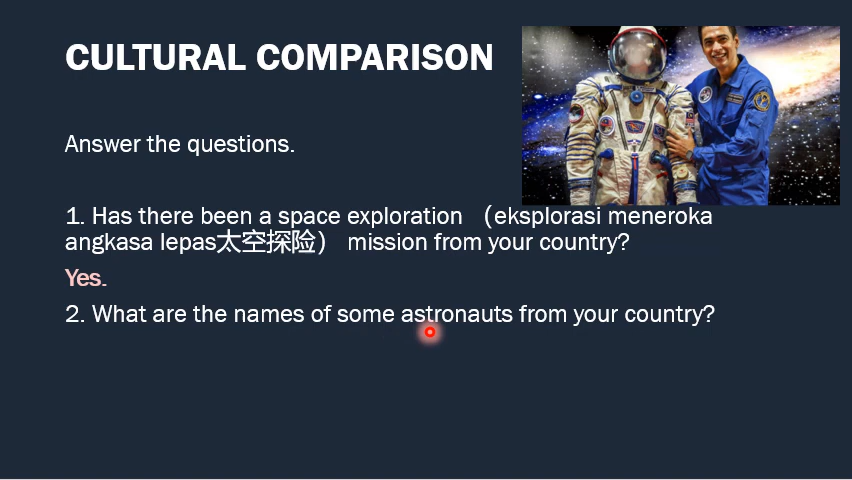 CULTURAL COMPARISON
Answer the questions.
1. Has there been a space exploration （eksplorasi meneroka
angkasa lepas太空探险） mission from your country?
Yes.
2. What are the names of some astronauts from your country?